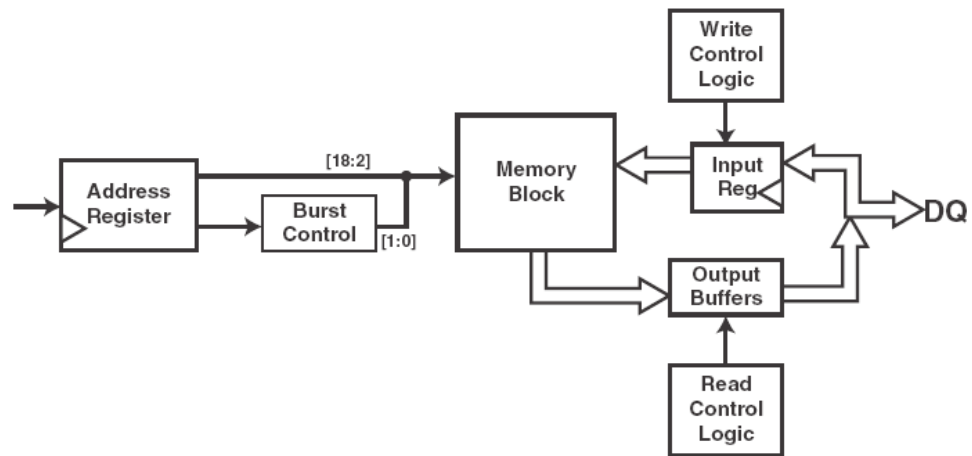 Write
Control
Logic
[18:2]
Address
Register
Burst
Control
[1:0]
Memory
Block
Input
Reg
DQ
Output
Buffers
Read
Control
Logic